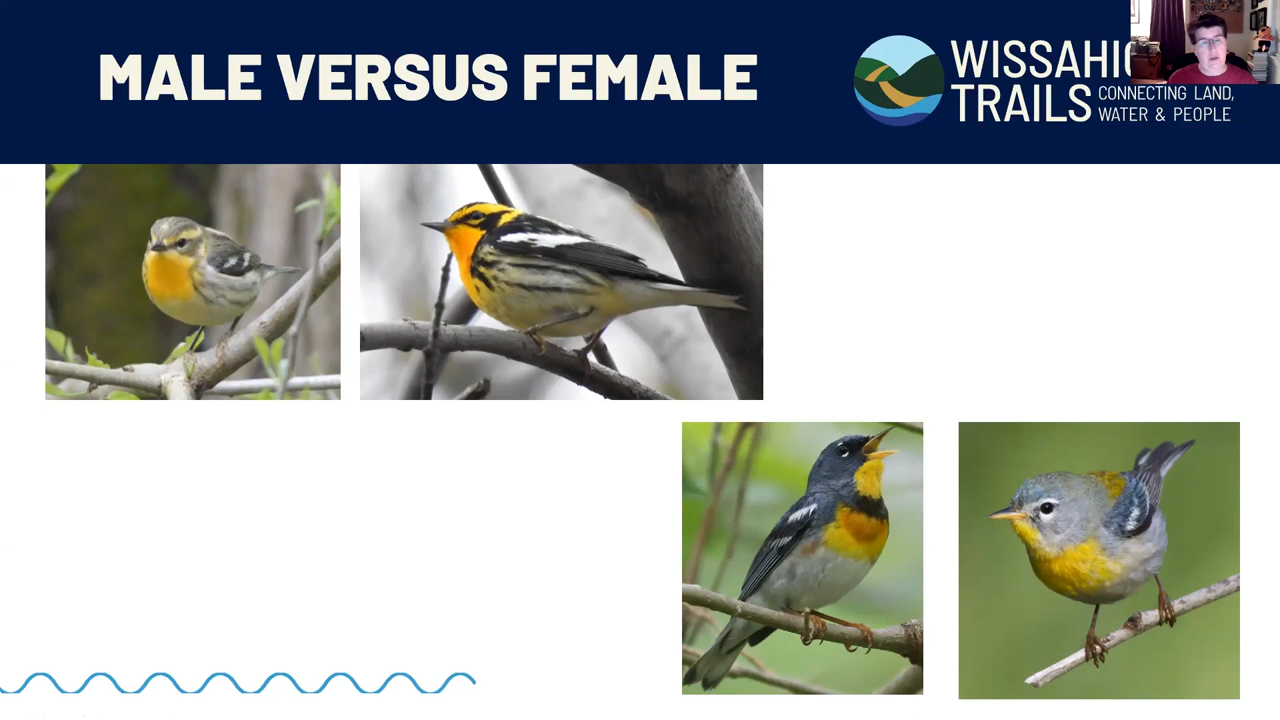 MALE VERSUS FEMALE
TRAILS
CONNECTING LAND,
WATER & PEOPLE